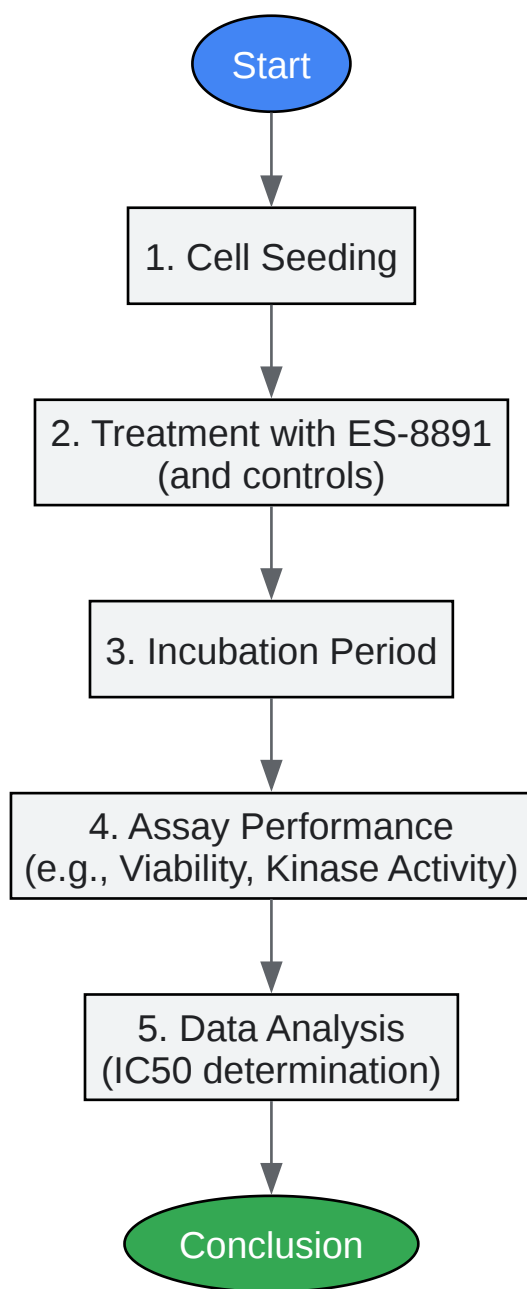 Start
1. Cell Seeding
2. Treatment with ES-8891
(and controls)
3. Incubation Period
4. Assay Performance
(e.g., Viability, Kinase Activity)
5. Data Analysis
(IC50 determination)
Conclusion